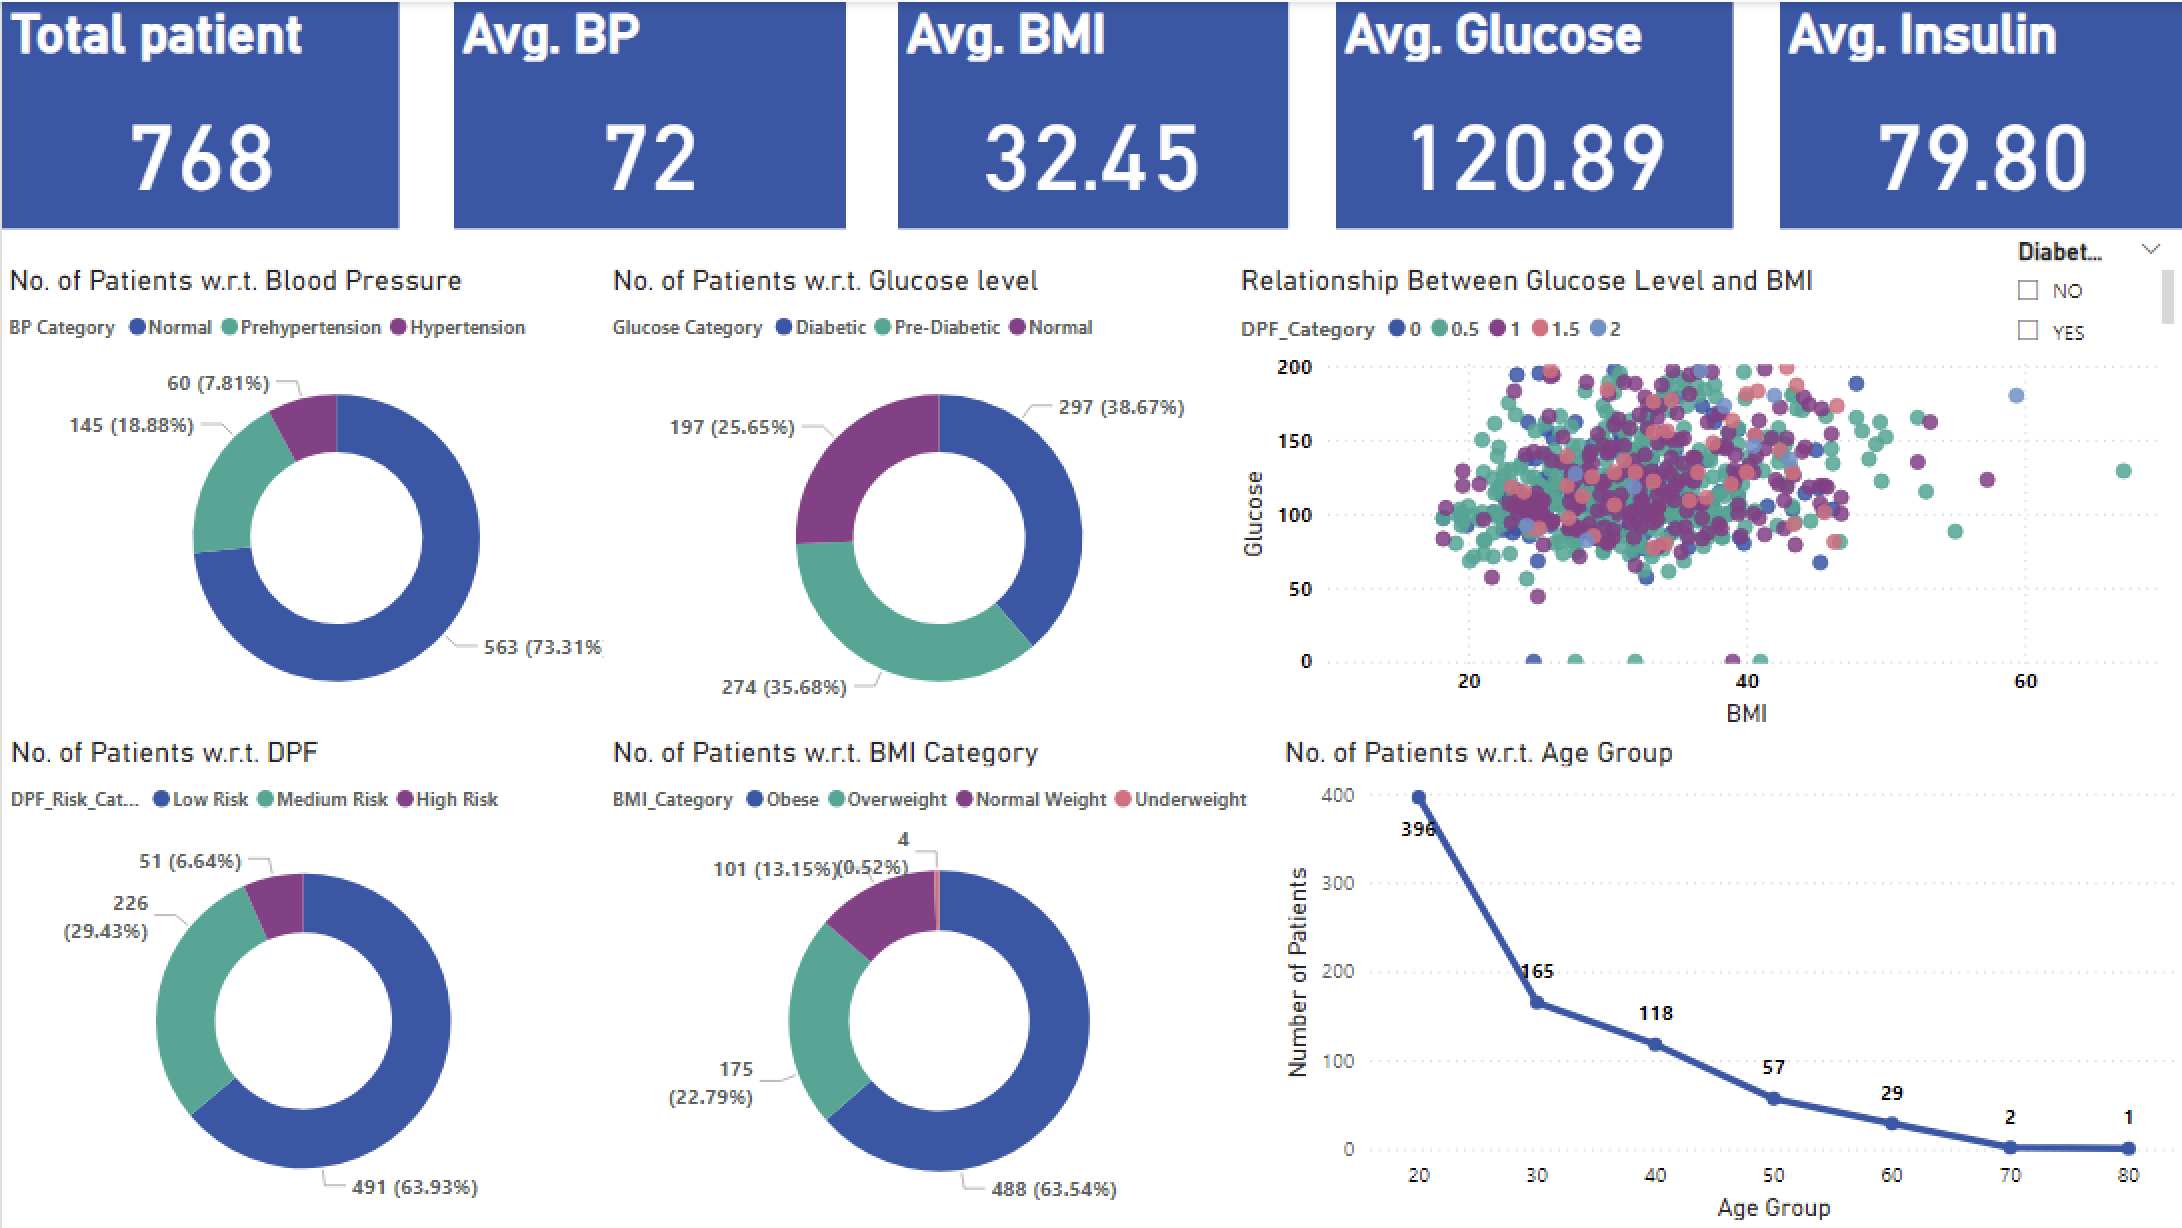 Total patient
768
Avg. BP
72
Avg. BMI
32.45
Avg. Glucose
120.89
Avg. Insulin
79.80
Diabet...
NO
YES
No. of Patients w.r.t. Blood Pressure
BP Category Normal Prehypertension Hypertension
60 (7.81%)
145 (18.88%)
563 (73.31%
No. of Patients w.r.t. Glucose level
Glucose Category Diabetic Pre-Diabetic Normal
297 (38.67%)
197 (25.65%)
274 (35.68%)
Relationship Between Glucose Level and BMI
DPF_Category 0 0.5 1 1.5 2
200
150
100
50
0
Glucose
20 40 60
BMI
No. of Patients w.r.t. DPF
DPF_Risk_Cat... Low Risk Medium Risk High Risk
51 (6.64%)
226
(29.43%)
491 (63.93%)
No. of Patients w.r.t. BMI Category
BMI_Category Obese Overweight Normal Weight Underweight
4
(0.52%)
101 (13.15%)
175
(22.79%)
488 (63.54%)
No. of Patients w.r.t. Age Group
400
300
200
100
0
Number of Patients
396
165
118
57
29
2
1
20 30 40 50 60 70 80
Age Group